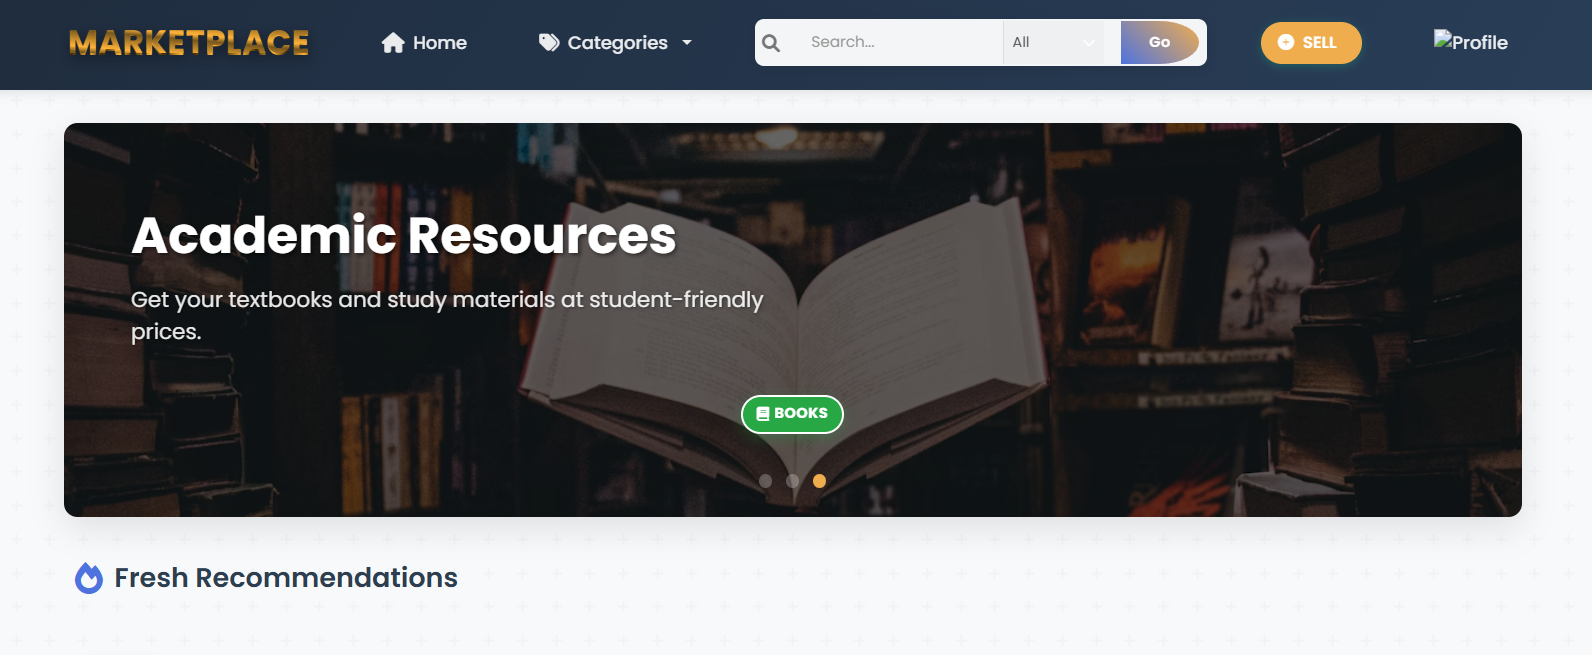 MARKETPLACE
Home
Categories
Search...
All
Go
SELL
Profile
Academic Resources
Get your textbooks and study materials at student-friendly
prices.
BOOKS
Fresh Recommendations